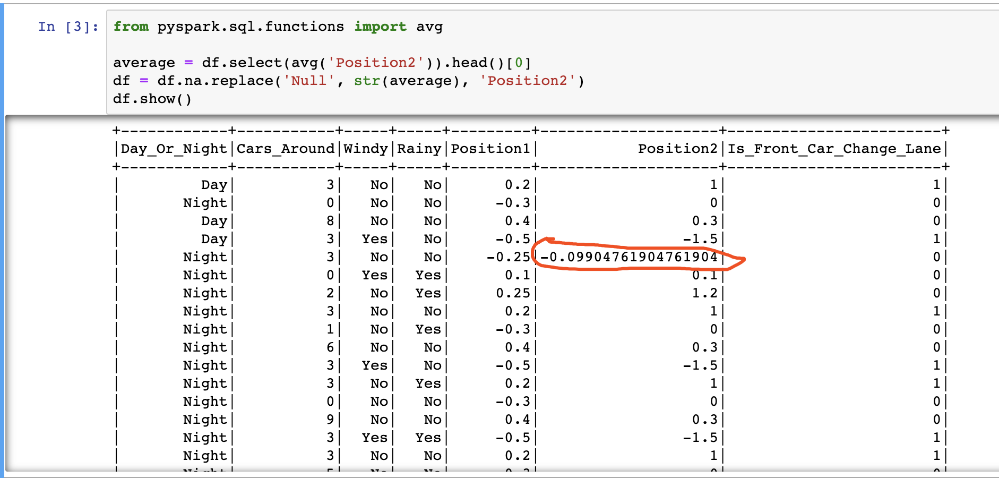 In [3]: from pyspark.sql.functions import avg
average = df.select(avg('Position2')).head()[0]
df = df.na.replace('Null', str(average), 'Position2')
df.show()
+------------+-----------+-----+-----+---------+--------------------+------------------------+
|Day_Or_Night|Cars_Around|Windy|Rainy|Position1|           Position2|Is_Front_Car_Change_Lane|
+------------+-----------+-----+-----+---------+--------------------+------------------------+
|         Day|          3|   No|   No|      0.2|                   1|                       1|
|       Night|          0|   No|   No|     -0.3|                   0|                       0|
|         Day|          8|   No|   No|      0.4|                 0.3|                       0|
|         Day|          3|  Yes|   No|     -0.5|                -1.5|                       1|
|       Night|          3|   No|   No|    -0.25|-0.09904761904761904|                       0|
|       Night|          0|  Yes|  Yes|      0.1|                 0.1|                       0|
|       Night|          2|   No|  Yes|     0.25|                 1.2|                       0|
|       Night|          3|   No|   No|      0.2|                   1|                       1|
|       Night|          1|   No|  Yes|     -0.3|                   0|                       0|
|       Night|          6|   No|   No|      0.4|                 0.3|                       0|
|       Night|          3|  Yes|   No|     -0.5|                -1.5|                       1|
|       Night|          3|   No|  Yes|      0.2|                   1|                       1|
|       Night|          0|   No|   No|     -0.3|                   0|                       0|
|       Night|          9|   No|   No|      0.4|                 0.3|                       0|
|       Night|          3|  Yes|  Yes|     -0.5|                -1.5|                       1|
|       Night|          3|   No|   No|      0.2|                   1|                       1|